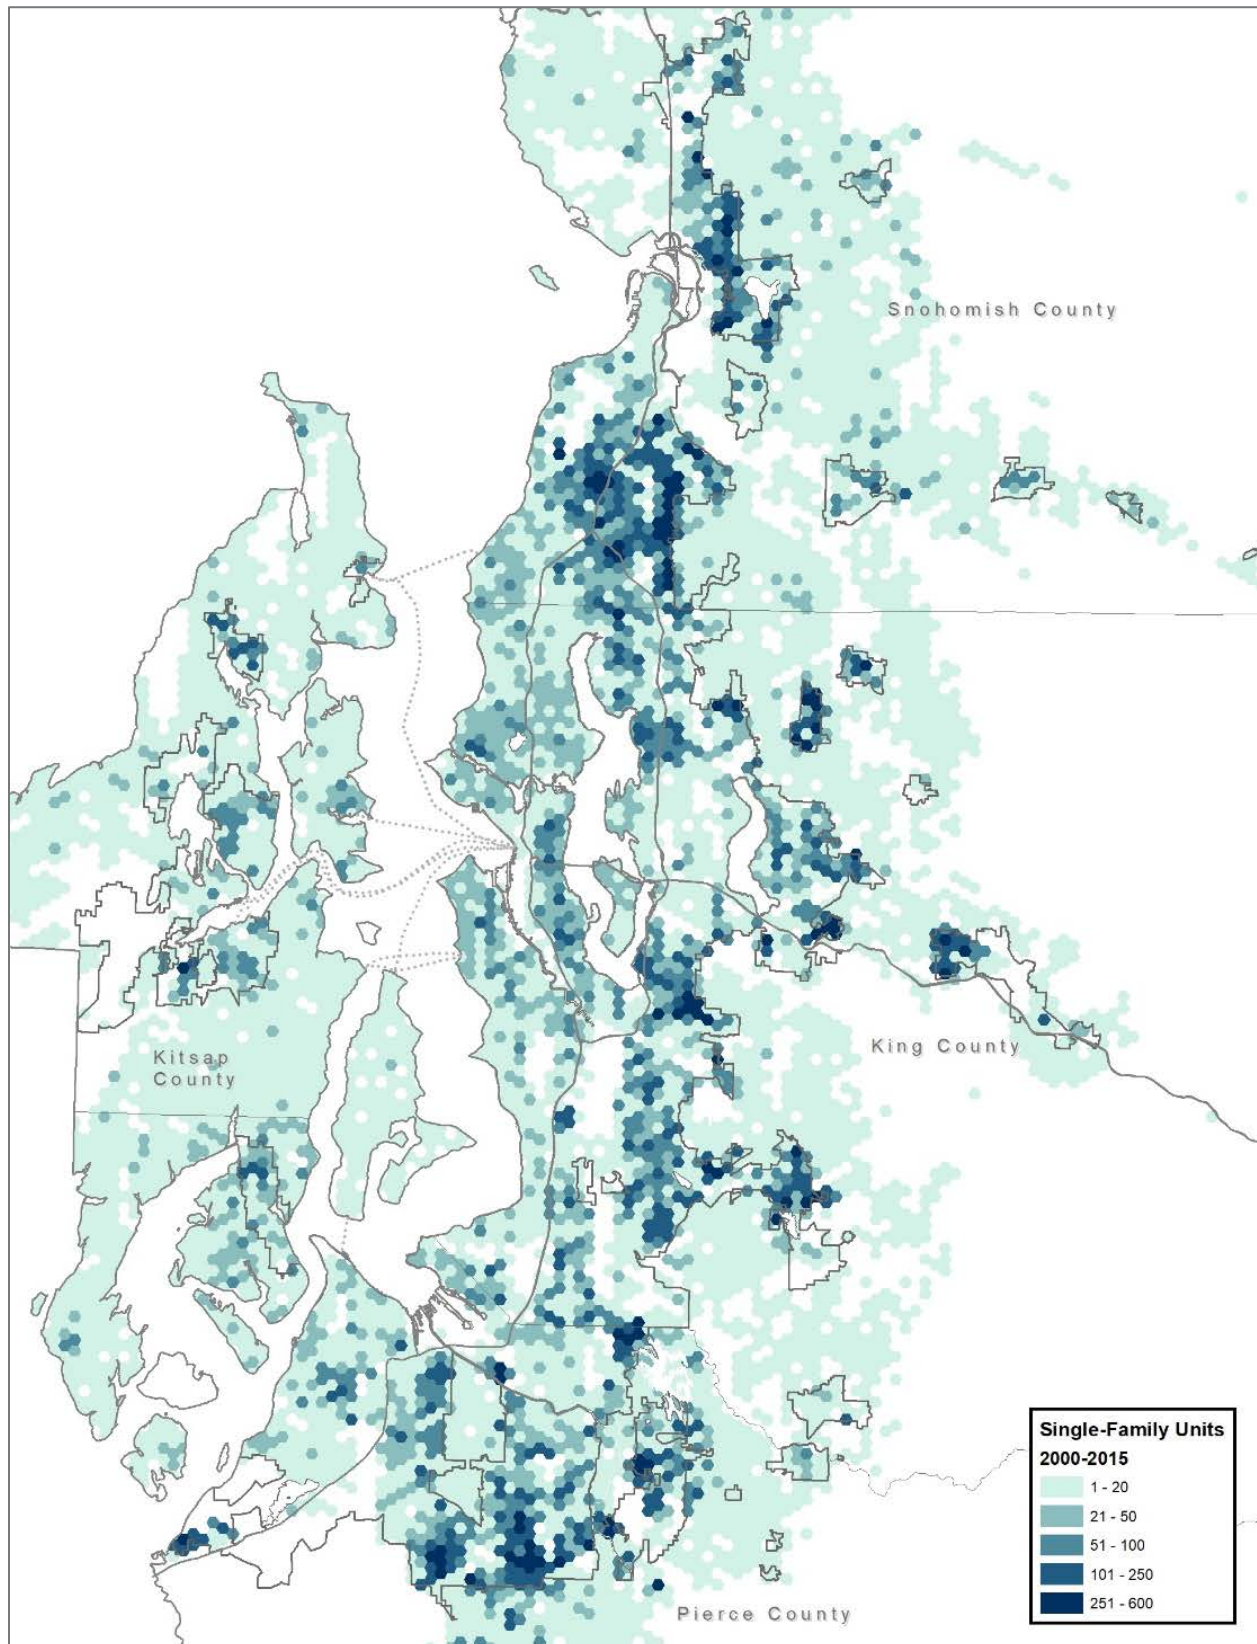 Snohomish County
King County
Kitsap
County
Pierce County
Single-Family Units
2000-2015
1 - 20
21 - 50
51 - 100
101 - 250
251 - 600